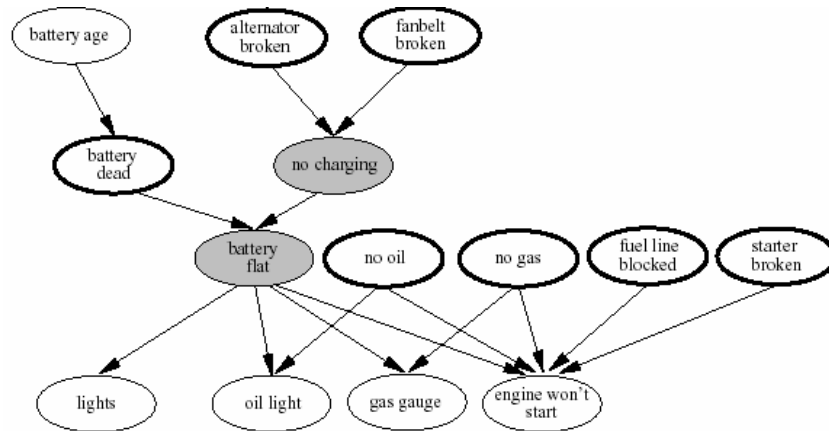 battery age
alternator
broken
fanbelt
broken
battery
dead
no charging
battery
flat
no oil
no gas
fuel line
blocked
starter
broken
lights
oil light
gas gauge
engine won't
start